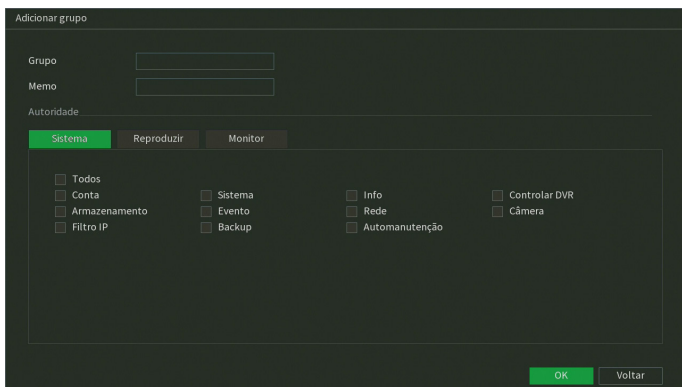 Adicionar grupo
Grupo
Memo
Autoridade
Sistema Reproduzir Monitor
Todos
Conta Sistema Info Controlar DVR
Armazenamento Evento Rede Câmera
Filtro IP Backup Automanutenção
OK Voltar